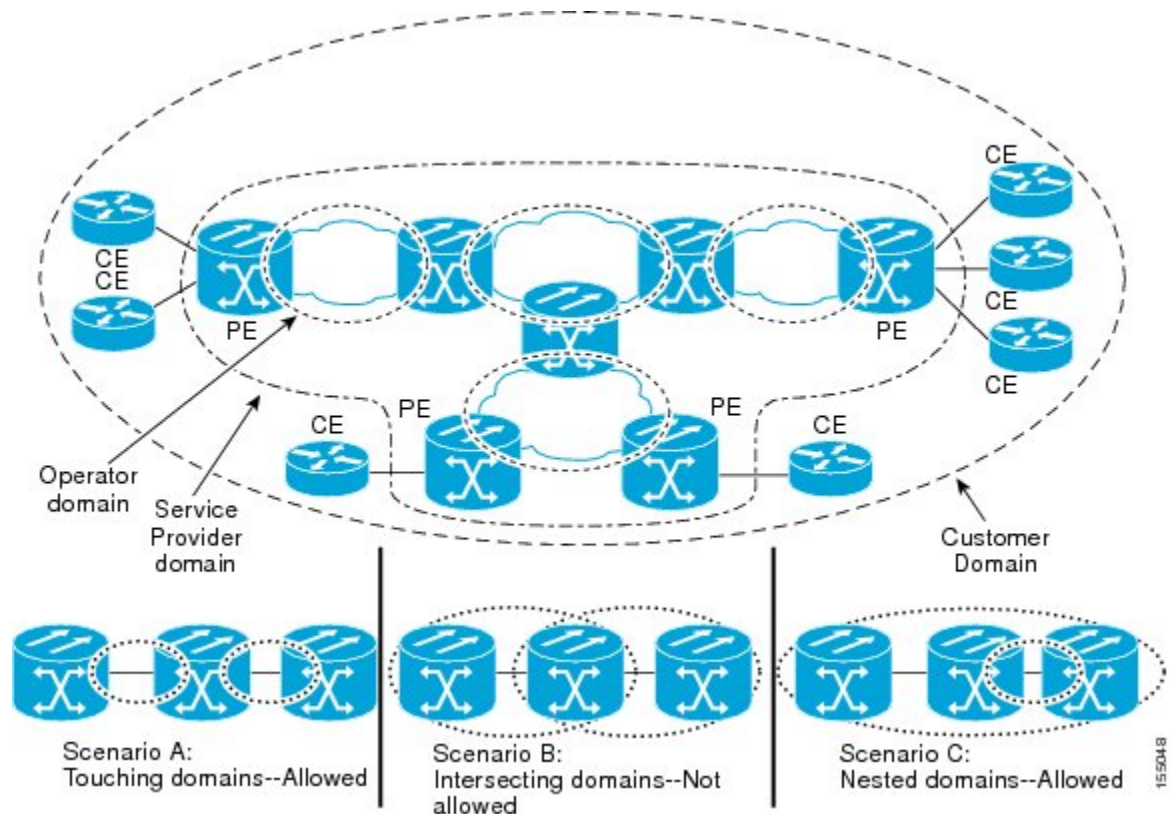 CE
CE
CE
PE
CE
PE
CE
CE
PE
PE
CE
CE
Operator
domain
Service
Provider
domain
Customer
Domain
Scenario A:
Touching domains--Allowed
Scenario B:
Intersecting domains--Not
allowed
Scenario C:
Nested domains--Allowed
155048